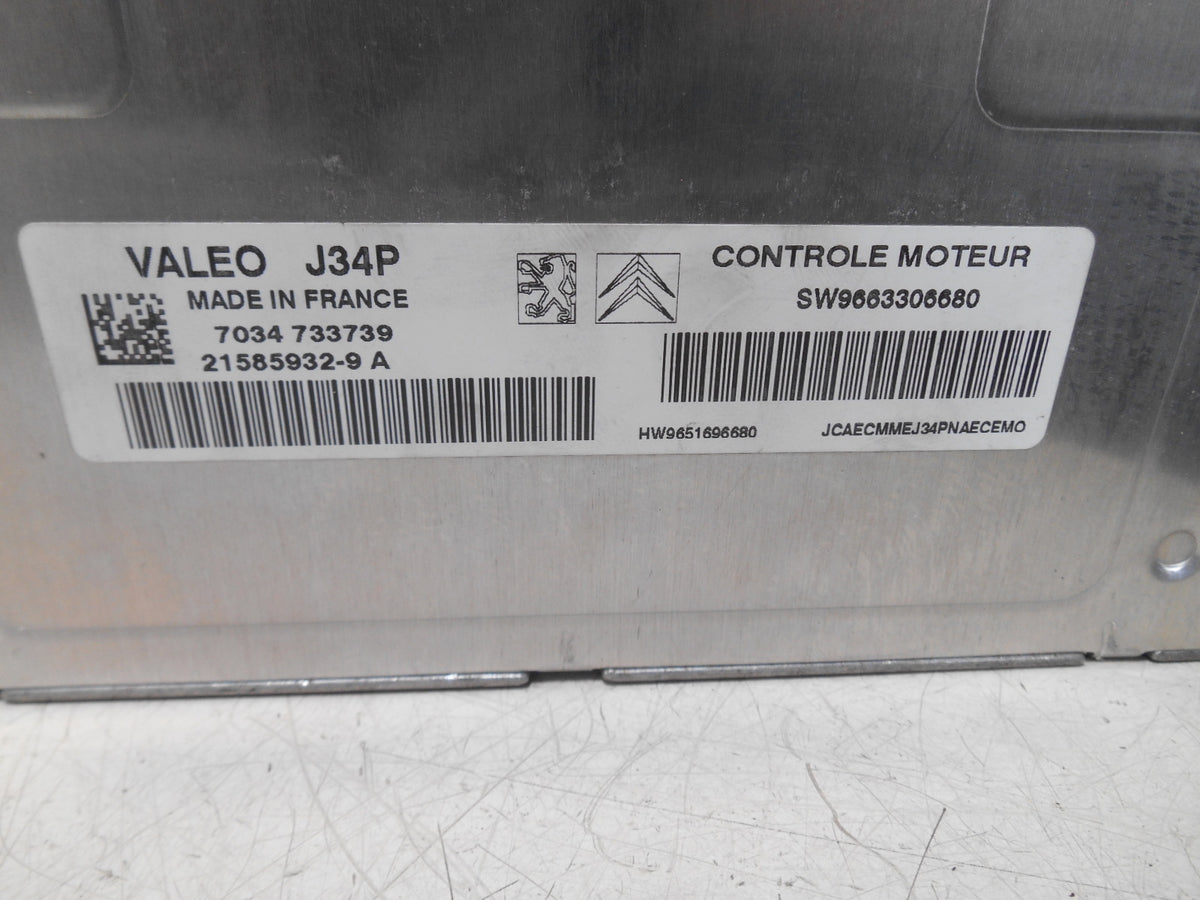 VALEO J34P
MADE IN FRANCE
7034 733739
21585932-9 A
CONTROLE MOTEUR
SW9663306680
HW9651696680
JCAECMMEJ34PNAECEMO